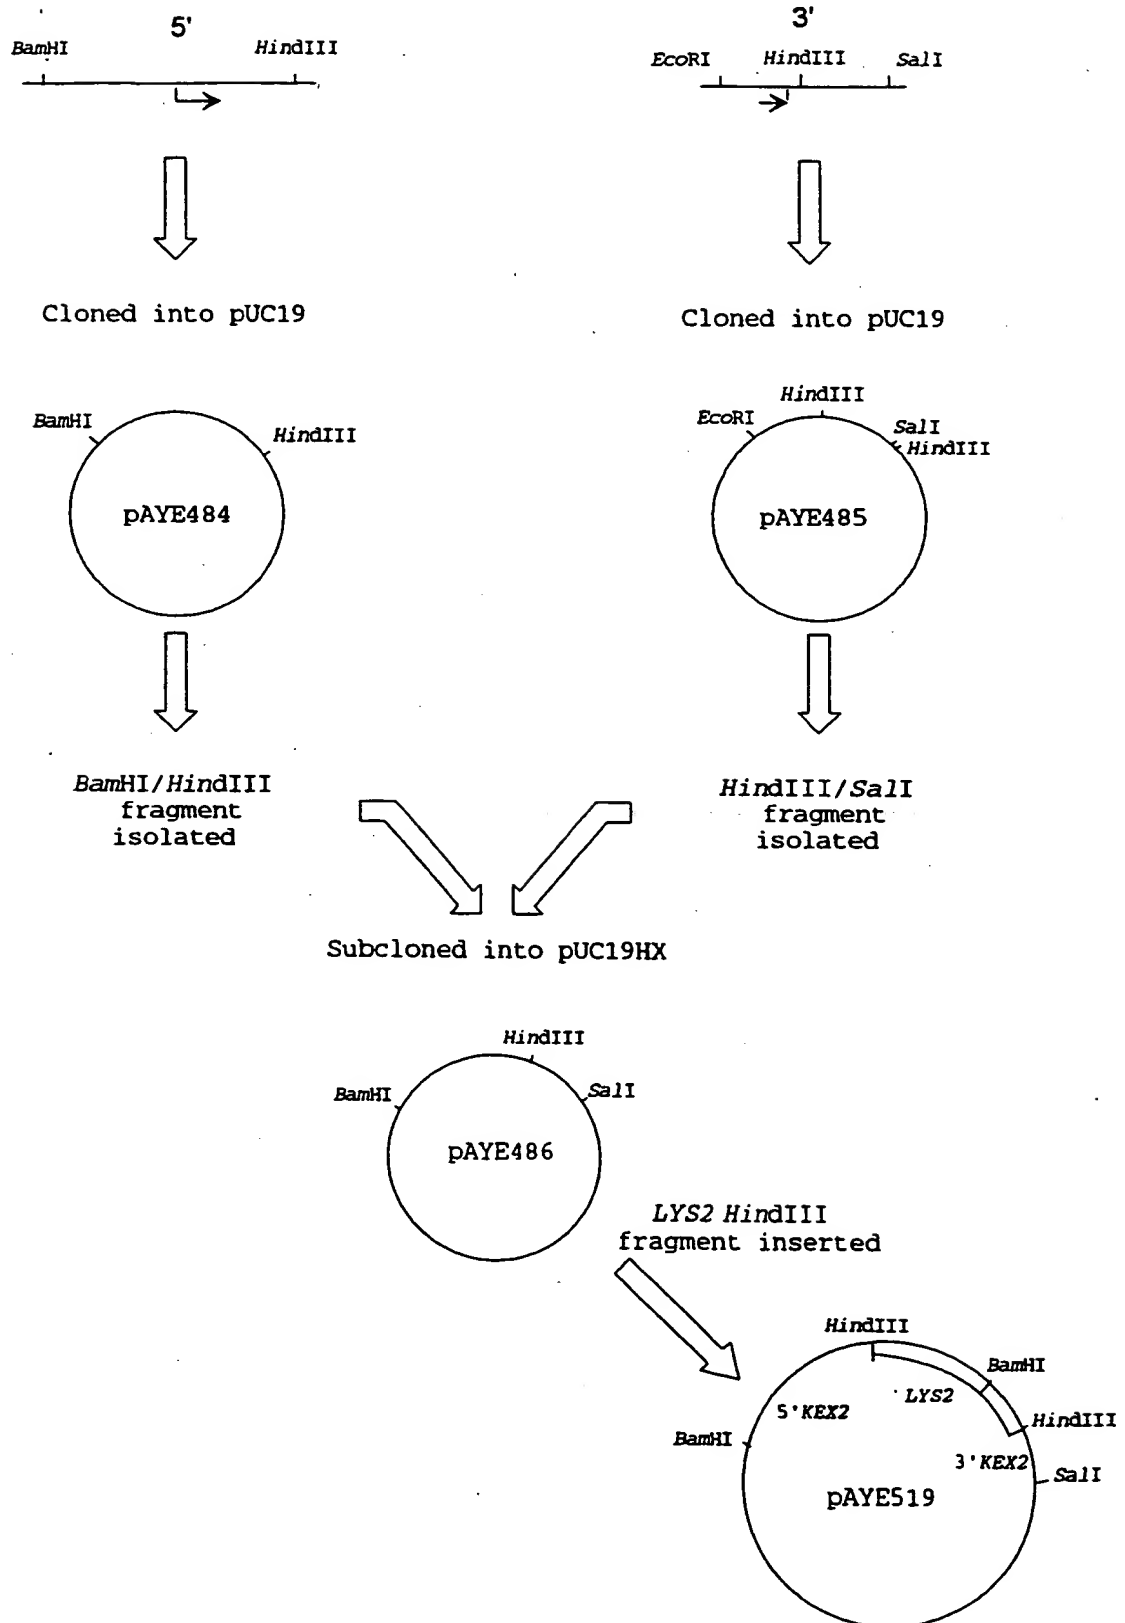 5'
BamHI
HindIII
3'
EcoRI
HindIII
SalI
Cloned into pUC19
Cloned into pUC19
BamHI
HindIII
pAYE484
HindIII
EcoRI
SalI
HindIII
pAYE485
BamHI/HindIII
fragment
isolated
HindIII/SalI
fragment
isolated
Subcloned into pUC19HX
HindIII
BamHI
SalI
pAYE486
LYS2 HindIII
fragment inserted
HindIII
BamHI
LYS2
5'KEX2
HindIII
BamHI
3'KEX2
SalI
pAYE519